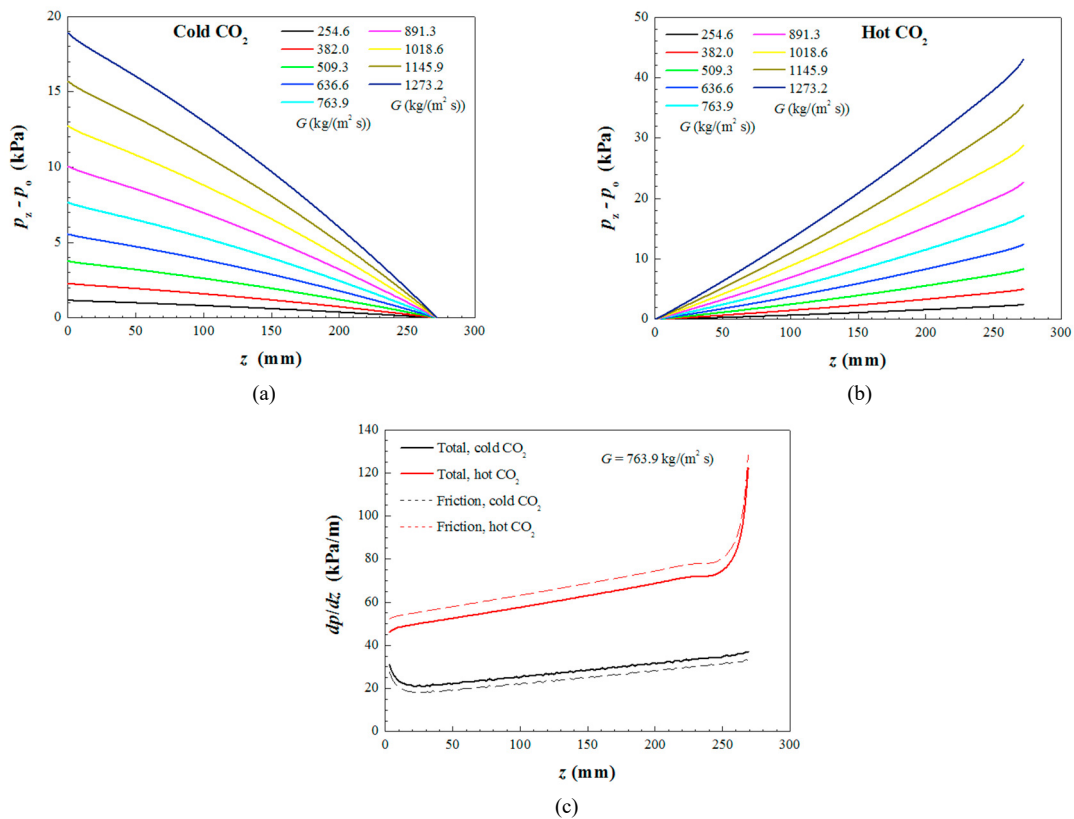 Cold CO2
254.6
382.0
509.3
636.6
763.9
891.3
1018.6
1145.9
1273.2
G (kg/(m2 s))
20
15
10
5
0
pz - po (kPa)
0 50 100 150 200 250 300
z (mm)
(a)
Hot CO2
254.6
382.0
509.3
636.6
763.9
G (kg/(m2 s))
891.3
1018.6
1145.9
1273.2
G (kg/(m2 s))
50
40
30
20
10
0
pz - po (kPa)
0 50 100 150 200 250 300
z (mm)
(b)
Total, cold CO2
Total, hot CO2
Friction, cold CO2
Friction, hot CO2
G = 763.9 kg/(m2 s)
140
120
100
80
60
40
20
0
dp/dz (kPa/m)
0 50 100 150 200 250 300
z (mm)
(c)